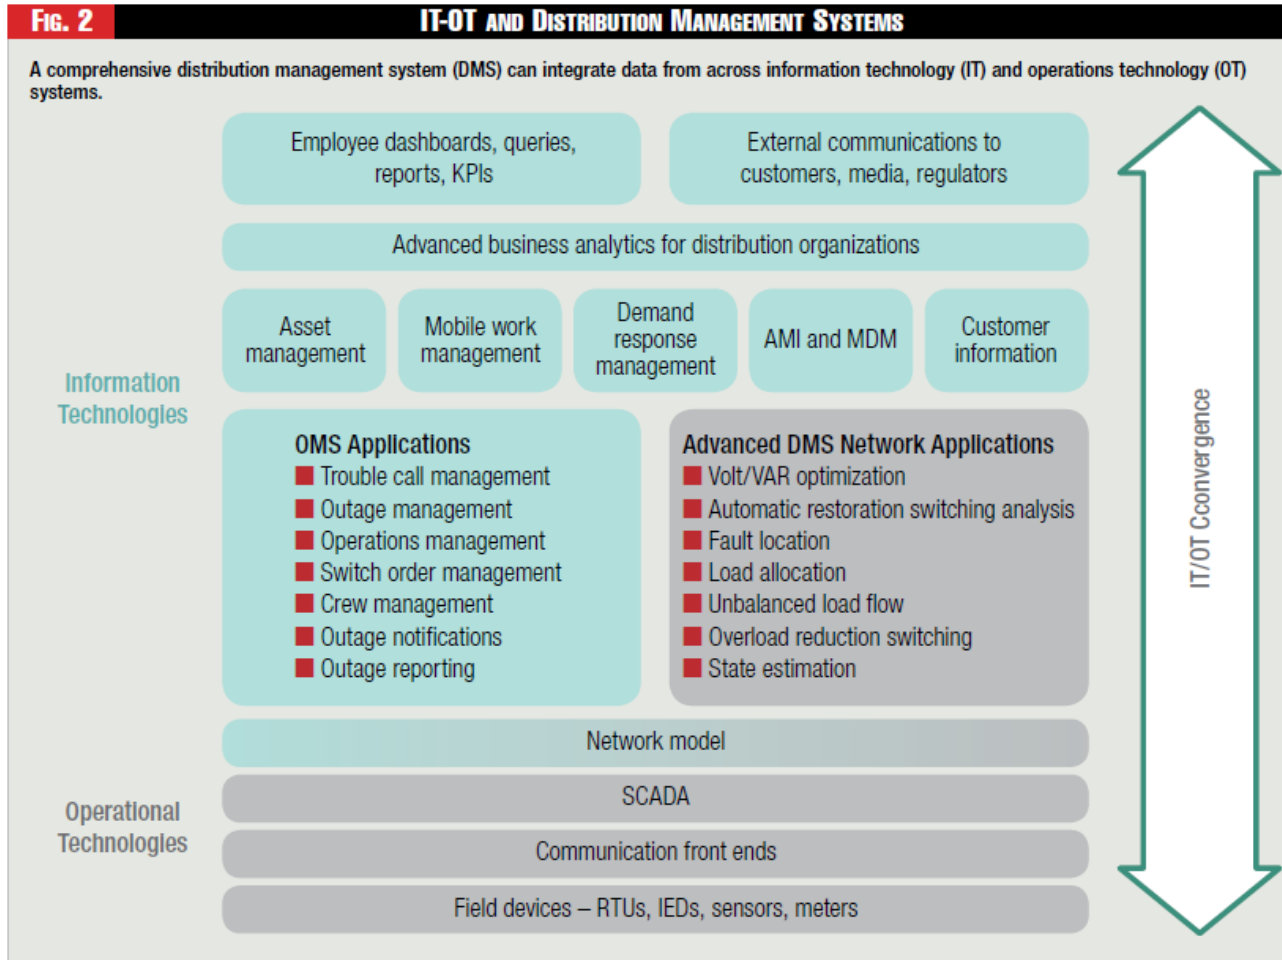 FIG. 2
IT-OT AND DISTRIBUTION MANAGEMENT SYSTEMS
A comprehensive distribution management system (DMS) can integrate data from across information technology (IT) and operations technology (OT)
systems.
Employee dashboards, queries,
reports, KPIs
External communications to
customers, media, regulators
Advanced business analytics for distribution organizations
Asset
management
Mobile work
management
Demand
response
management
AMI and MDM
Customer
information
Information
Technologies
OMS Applications
Trouble call management
Outage management
Operations management
Switch order management
Crew management
Outage notifications
Outage reporting
Advanced DMS Network Applications
Volt/VAR optimization
Automatic restoration switching analysis
Fault location
Load allocation
Unbalanced load flow
Overload reduction switching
State estimation
Network model
SCADA
Operational
Technologies
Communication front ends
Field devices – RTUs, IEDs, sensors, meters
IT/OT Cconvergence